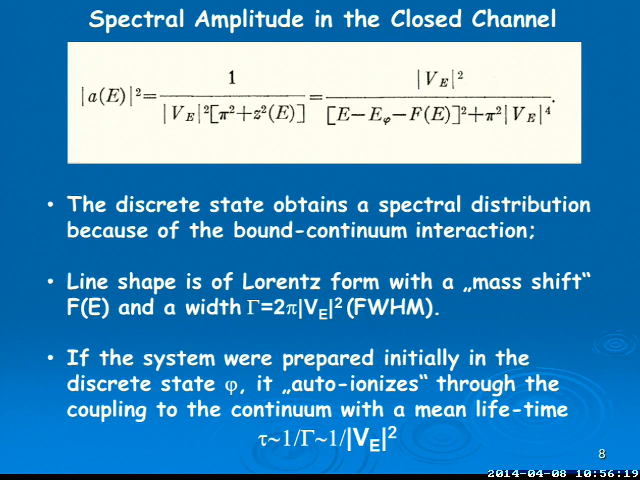 Spectral Amplitude in the Closed Channel
|a(E)|²= 1 / |V_E|²[π²+z²(E)] = |V_E|² / [E−E_φ−F(E)]²+π²|V_E|⁴.
• The discrete state obtains a spectral distribution
because of the bound-continuum interaction;
• Line shape is of Lorentz form with a „mass shift“
F(E) and a width Γ=2π|V_E|² (FWHM).
• If the system were prepared initially in the
discrete state φ, it „auto-ionizes“ through the
coupling to the continuum with a mean life-time
τ~1/Γ~1/|V_E|²
8
2014-04-08 10:56:19